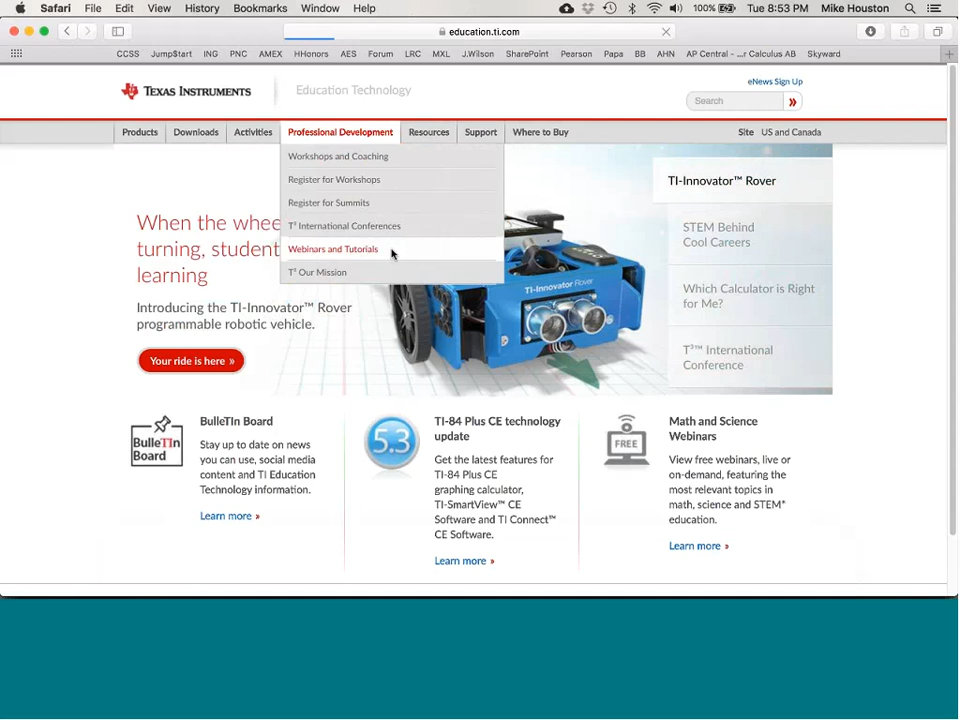 Safari File Edit View History Bookmarks Window Help 100% Tue 8:53 PM Mike Houston
education.ti.com
CCSS Jump$tart ING PNC AMEX HHonors AES Forum LRC MXL J.Wilson SharePoint Pearson Papa BB AHN AP Central - ...r Calculus AB Skyward
TEXAS INSTRUMENTS Education Technology
eNews Sign Up
Search »
Products Downloads Activities Professional Development Resources Support Where to Buy Site US and Canada
Workshops and Coaching
Register for Workshops
Register for Summits
T³ International Conferences
Webinars and Tutorials
T³ Our Mission
When the whee
turning, student
learning
Introducing the TI-Innovator™ Rover
programmable robotic vehicle.
Your ride is here »
TI-Innovator Rover
TI-Innovator™ Rover
STEM Behind
Cool Careers
Which Calculator is Right
for Me?
T³™ International
Conference
BulleTIn
Board
BulleTIn Board
Stay up to date on news
you can use, social media
content and TI Education
Technology information.
Learn more »
5.3
TI-84 Plus CE technology
update
Get the latest features for
TI-84 Plus CE
graphing calculator,
TI-SmartView™ CE
Software and TI Connect™
CE Software.
Learn more »
FREE
Math and Science
Webinars
View free webinars, live or
on-demand, featuring the
most relevant topics in
math, science and STEM*
education.
Learn more »